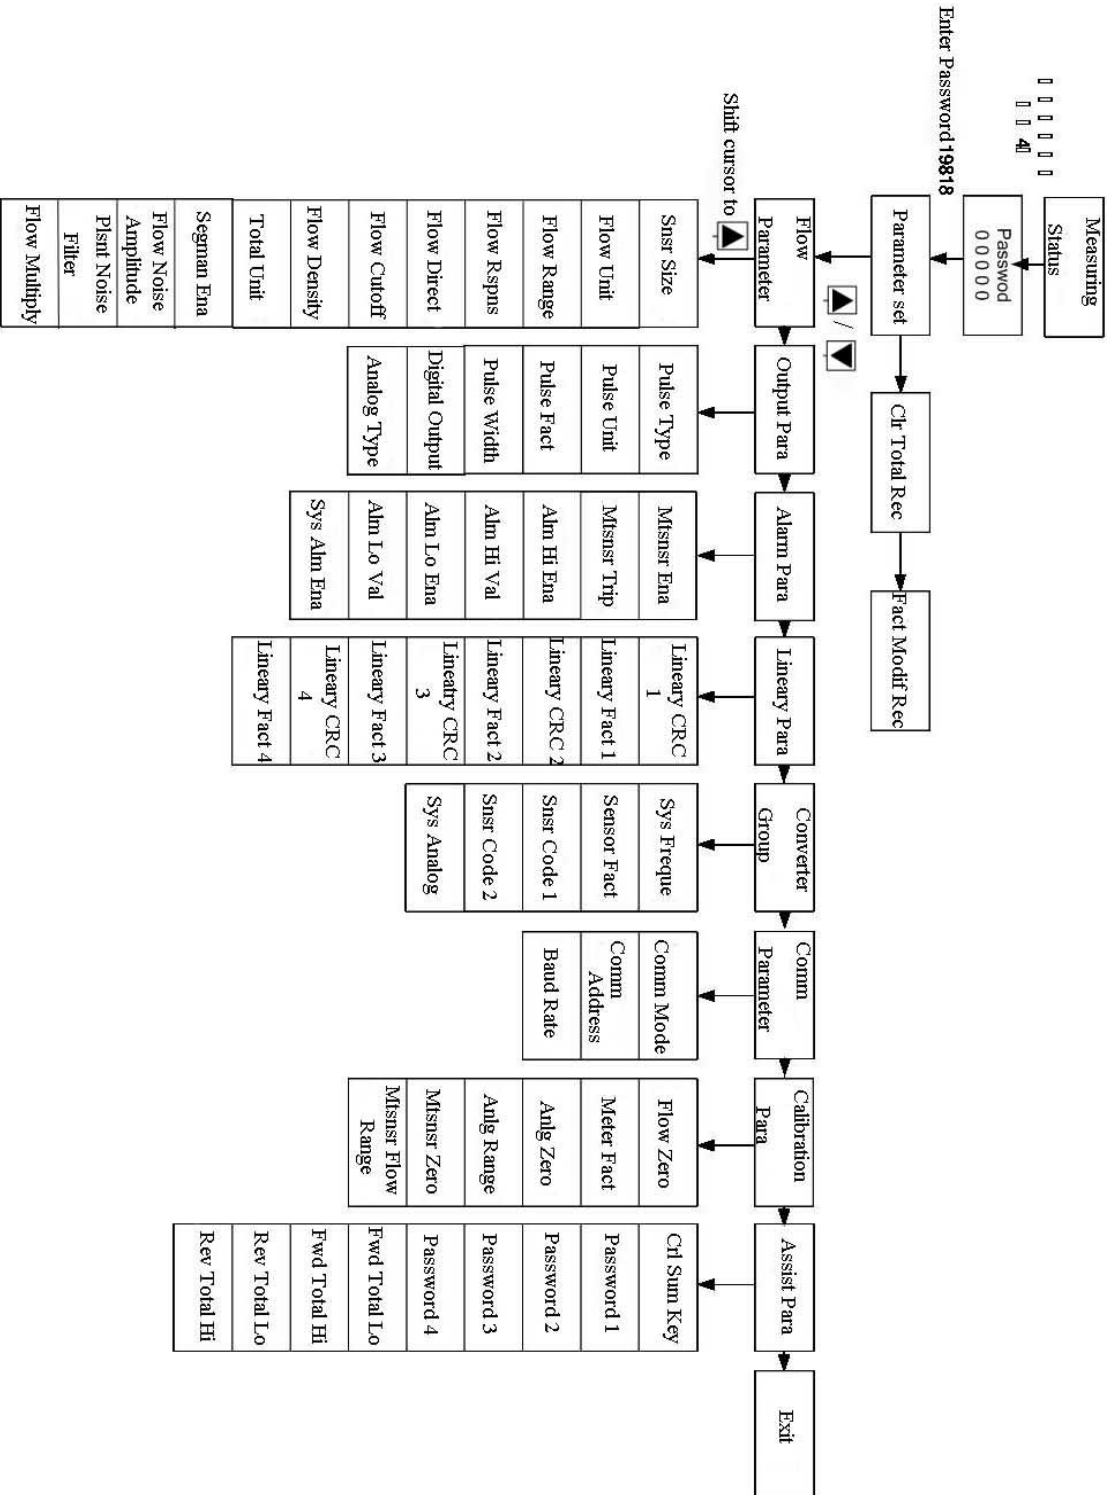 Measuring
Status
Passwod
0 0 0 0 0
Enter Password 19818
Parameter set
Clr Total Rec
Fact Modif Rec
/
Flow
Parameter
Output Para
Alarm Para
Lineary Para
Converter
Group
Comm
Parameter
Calibration
Para
Assist Para
Exit
Shift cursor to
Snsr Size
Flow Unit
Flow Range
Flow Rspns
Flow Direct
Flow Cutoff
Flow Density
Total Unit
Segman Ena
Flow Noise
Amplitude
Plsnt Noise
Filter
Flow Multiply
Pulse Type
Pulse Unit
Pulse Fact
Pulse Width
Digital Output
Analog Type
Mtsnsr Ena
Mtsnsr Trip
Alm Hi Ena
Alm Hi Val
Alm Lo Ena
Alm Lo Val
Sys Alm Ena
Lineary CRC
1
Lineary Fact 1
Lineary CRC 2
Lineary Fact 2
Lineatry CRC
3
Lineary Fact 3
Lineary CRC
4
Lineary Fact 4
Sys Freque
Sensor Fact
Snsr Code 1
Snsr Code 2
Sys Analog
Comm Mode
Comm
Address
Baud Rate
Flow Zero
Meter Fact
Anlg Zero
Anlg Range
Mtsnsr Zero
Mtsnsr Flow
Range
Crl Sum Key
Password 1
Password 2
Password 3
Password 4
Fwd Total Lo
Fwd Total Hi
Rev Total Lo
Rev Total Hi